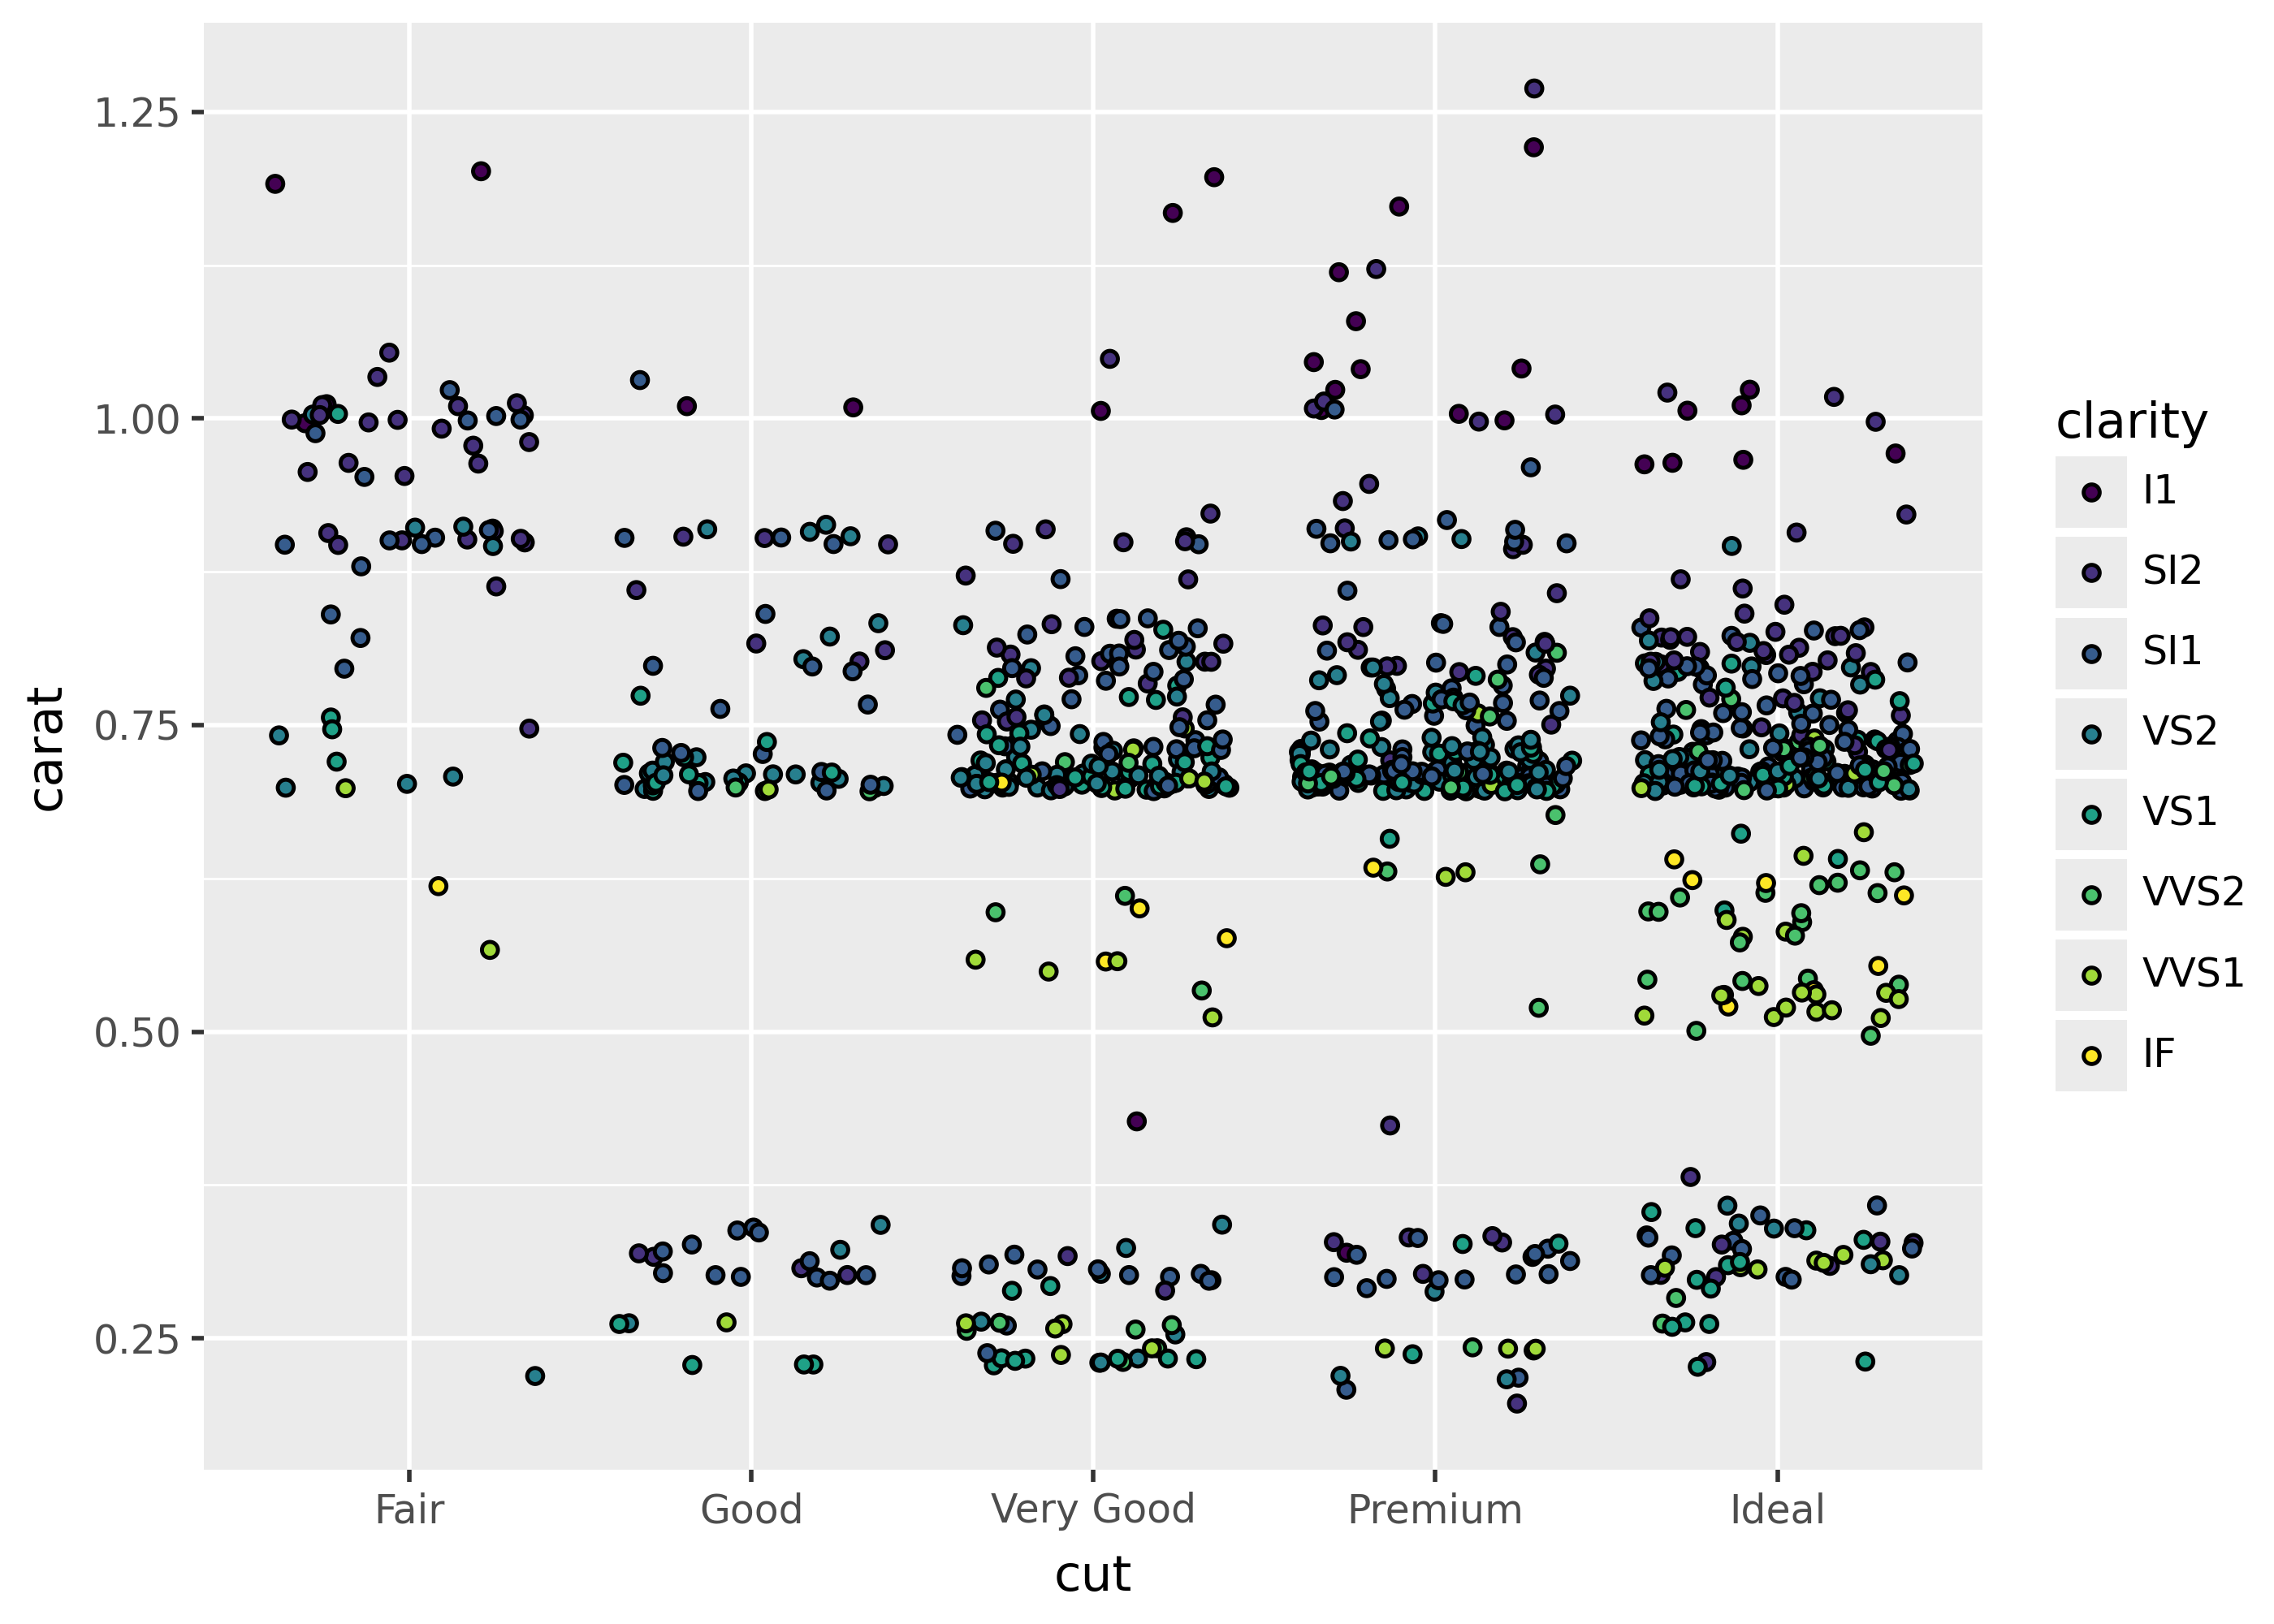 1.25
1.00
0.75
0.50
0.25
carat
Fair Good Very Good Premium Ideal
cut
clarity
I1
SI2
SI1
VS2
VS1
VVS2
VVS1
IF